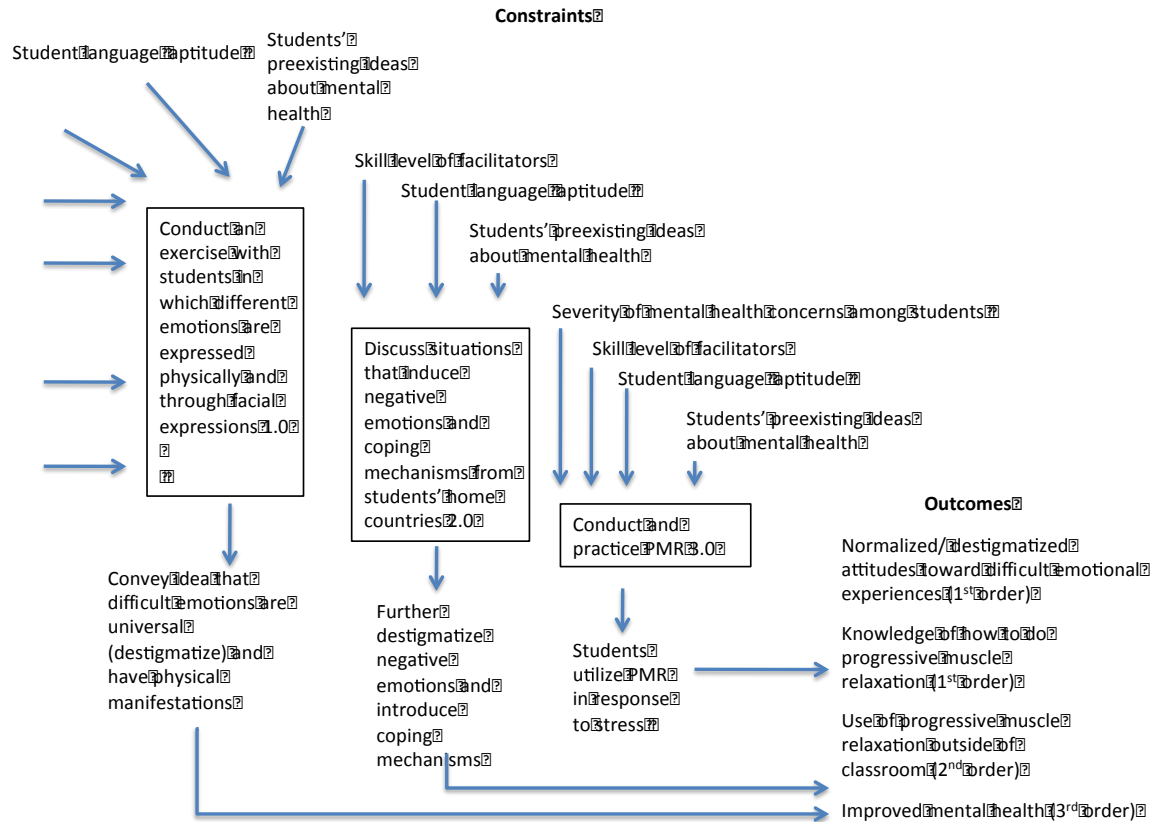 Constraints
Student language aptitude
Students'
preexisting ideas
about mental
health
Skill level of facilitators
Student language aptitude
Students' preexisting ideas
about mental health
Conduct an
exercise with
students in
which different
emotions are
expressed
physically and
through facial
expressions 1.0
Severity of mental health concerns among students
Skill level of facilitators
Student language aptitude
Students' preexisting ideas
about mental health
Discuss situations
that induce
negative
emotions and
coping
mechanisms from
students' home
countries 2.0
Conduct and
practice PMR 3.0
Convey idea that
difficult emotions are
universal
(destigmatize) and
have physical
manifestations
Further
destigmatize
negative
emotions and
introduce
coping
mechanisms
Students
utilize PMR
in response
to stress
Outcomes
Normalized/ destigmatized
attitudes toward difficult emotional
experiences (1st order)
Knowledge of how to do
progressive muscle
relaxation (1st order)
Use of progressive muscle
relaxation outside of
classroom (2nd order)
Improved mental health (3rd order)